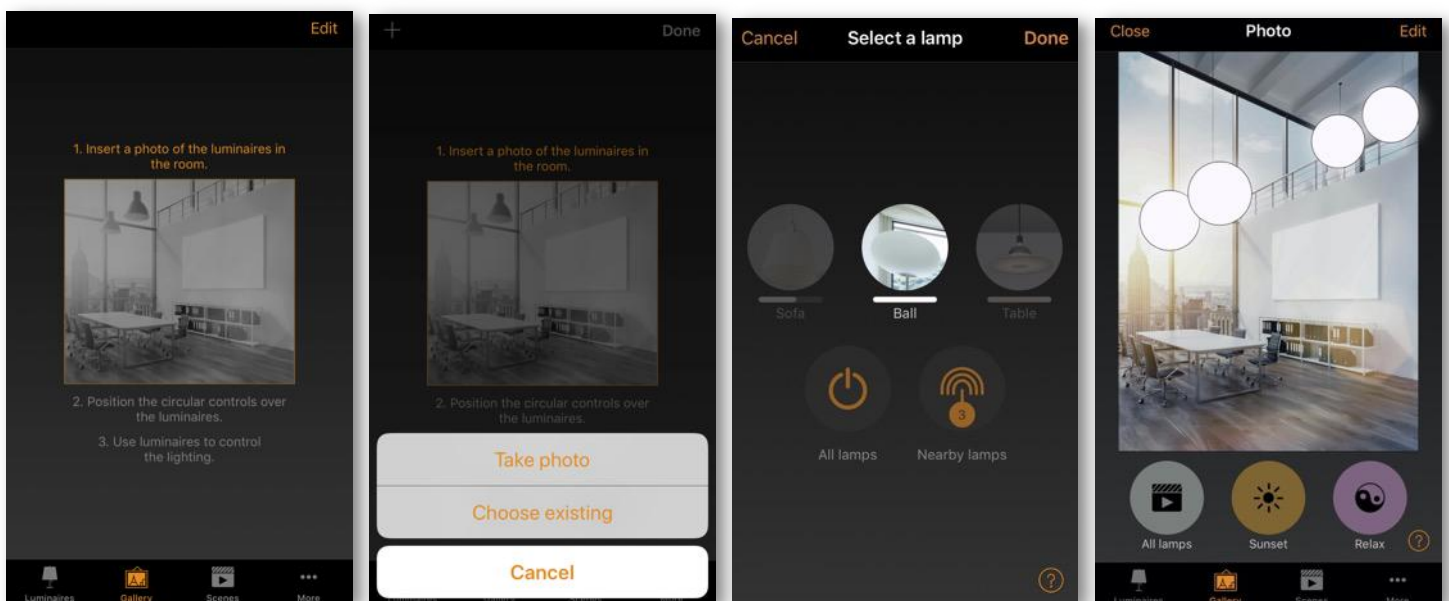 Edit
1. Insert a photo of the luminaires in
the room.
2. Position the circular controls over
the luminaires.
3. Use luminaires to control
the lighting.
Luminaires
Gallery
Scenes
More
Done
1. Insert a photo of the luminaires in
the room.
2. Position the circular controls over
the luminaires.
Take photo
Choose existing
Cancel
Cancel
Select a lamp
Done
Sofa
Ball
Table
3
All lamps
Nearby lamps
?
Close
Photo
Edit
All lamps
Sunset
Relax
?
Luminaires
Gallery
Scenes
More